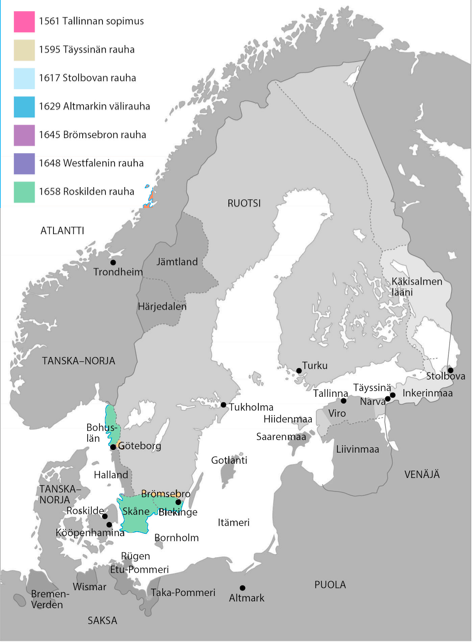 1561 Tallinnan sopimus
1595 Täyssinän rauha
1617 Stolbovan rauha
1629 Altmarkin välirauha
1645 Brömsebron rauha
1648 Westfalenin rauha
1658 Roskilden rauha
RUOTSI
ATLANTTI
Jämtland
Trondheim
Käkisalmen
lääni
Härjedalen
TANSKA–NORJA
Turku
Stolbova
Täyssinä
Tallinna
Inkerinmaa
Narva
Tukholma
Viro
Hiidenmaa
Bohus-
län
Saarenmaa
Göteborg
Liivinmaa
Gotlanti
Halland
VENÄJÄ
TANSKA–
NORJA
Brömsebro
Roskilde
Skåne
Blekinge
Itämeri
Kööpenhamina
Bornholm
Rügen
Etu-Pommeri
Wismar
Bremen-
Verden
Taka-Pommeri
Altmark
PUOLA
SAKSA